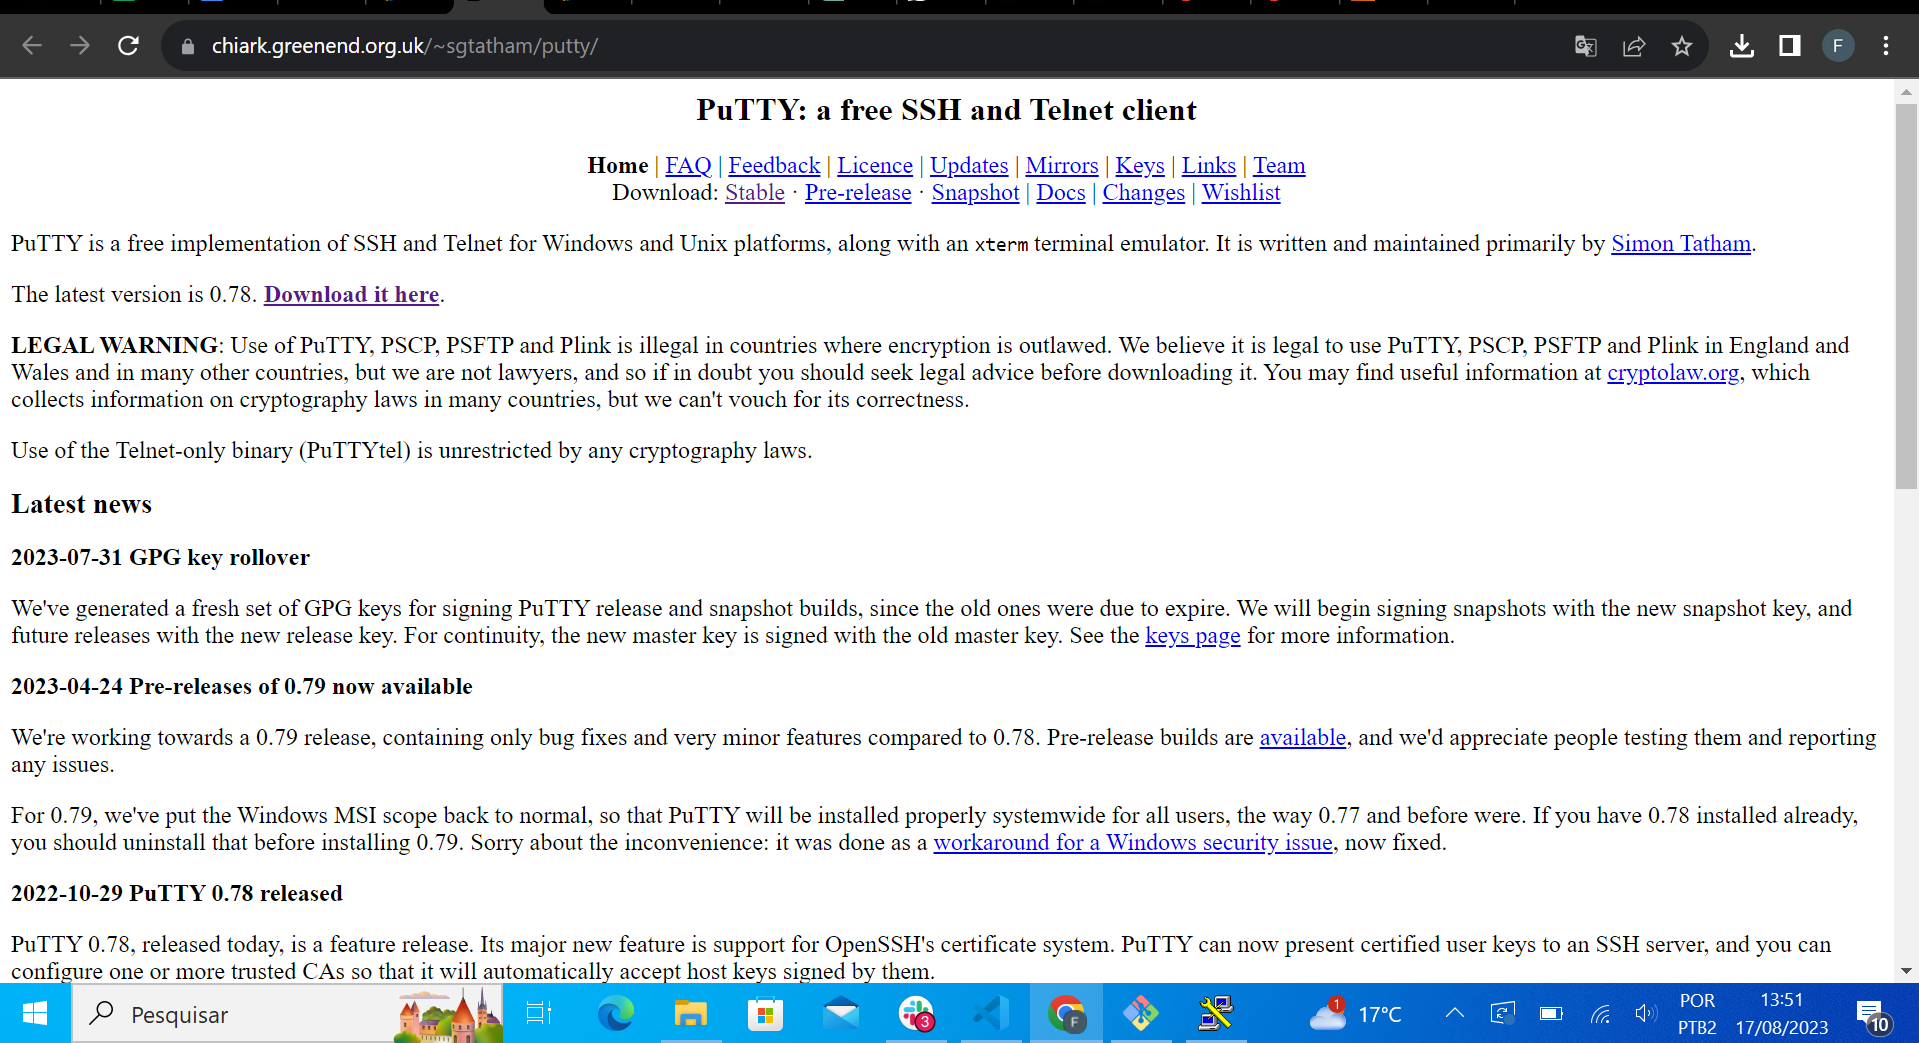 chiark.greenend.org.uk/~sgtatham/putty/
F
PuTTY: a free SSH and Telnet client
Home | FAQ | Feedback | Licence | Updates | Mirrors | Keys | Links | Team
Download: Stable · Pre-release · Snapshot | Docs | Changes | Wishlist
PuTTY is a free implementation of SSH and Telnet for Windows and Unix platforms, along with an xterm terminal emulator. It is written and maintained primarily by Simon Tatham.
The latest version is 0.78. Download it here.
LEGAL WARNING: Use of PuTTY, PSCP, PSFTP and Plink is illegal in countries where encryption is outlawed. We believe it is legal to use PuTTY, PSCP, PSFTP and Plink in England and
Wales and in many other countries, but we are not lawyers, and so if in doubt you should seek legal advice before downloading it. You may find useful information at cryptolaw.org, which
collects information on cryptography laws in many countries, but we can't vouch for its correctness.
Use of the Telnet-only binary (PuTTYtel) is unrestricted by any cryptography laws.
Latest news
2023-07-31 GPG key rollover
We've generated a fresh set of GPG keys for signing PuTTY release and snapshot builds, since the old ones were due to expire. We will begin signing snapshots with the new snapshot key, and
future releases with the new release key. For continuity, the new master key is signed with the old master key. See the keys page for more information.
2023-04-24 Pre-releases of 0.79 now available
We're working towards a 0.79 release, containing only bug fixes and very minor features compared to 0.78. Pre-release builds are available, and we'd appreciate people testing them and reporting
any issues.
For 0.79, we've put the Windows MSI scope back to normal, so that PuTTY will be installed properly systemwide for all users, the way 0.77 and before were. If you have 0.78 installed already,
you should uninstall that before installing 0.79. Sorry about the inconvenience: it was done as a workaround for a Windows security issue, now fixed.
2022-10-29 PuTTY 0.78 released
PuTTY 0.78, released today, is a feature release. Its major new feature is support for OpenSSH's certificate system. PuTTY can now present certified user keys to an SSH server, and you can
configure one or more trusted CAs so that it will automatically accept host keys signed by them.
Pesquisar
3
F
1
17°C
POR
PTB2
13:51
17/08/2023
10